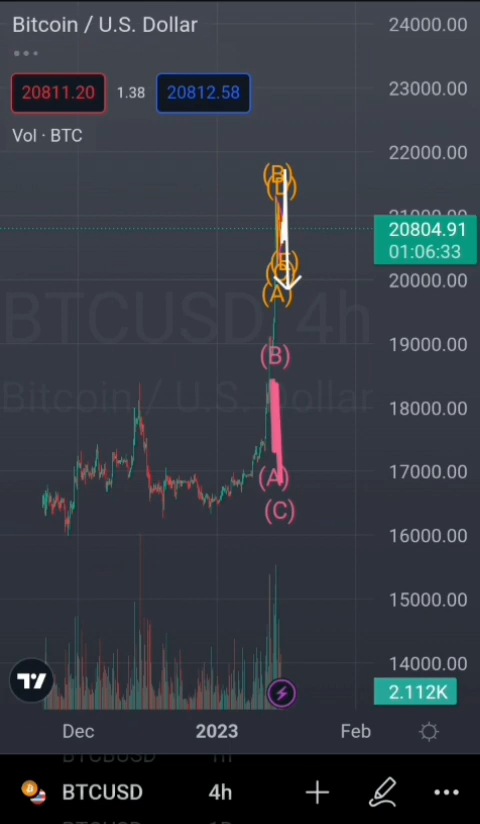 Bitcoin / U.S. Dollar
24000.00
20811.20 1.38 20812.58
23000.00
Vol · BTC
22000.00
(B)
(D)
21000.00
20804.91
01:06:33
(E)
(C)
20000.00
(A)
BTCUSD 4h
19000.00
(B)
Bitcoin / U.S. Dollar
18000.00
17000.00
(A)
(C)
16000.00
15000.00
14000.00
2.112K
Dec 2023 Feb
BTCUSD 4h